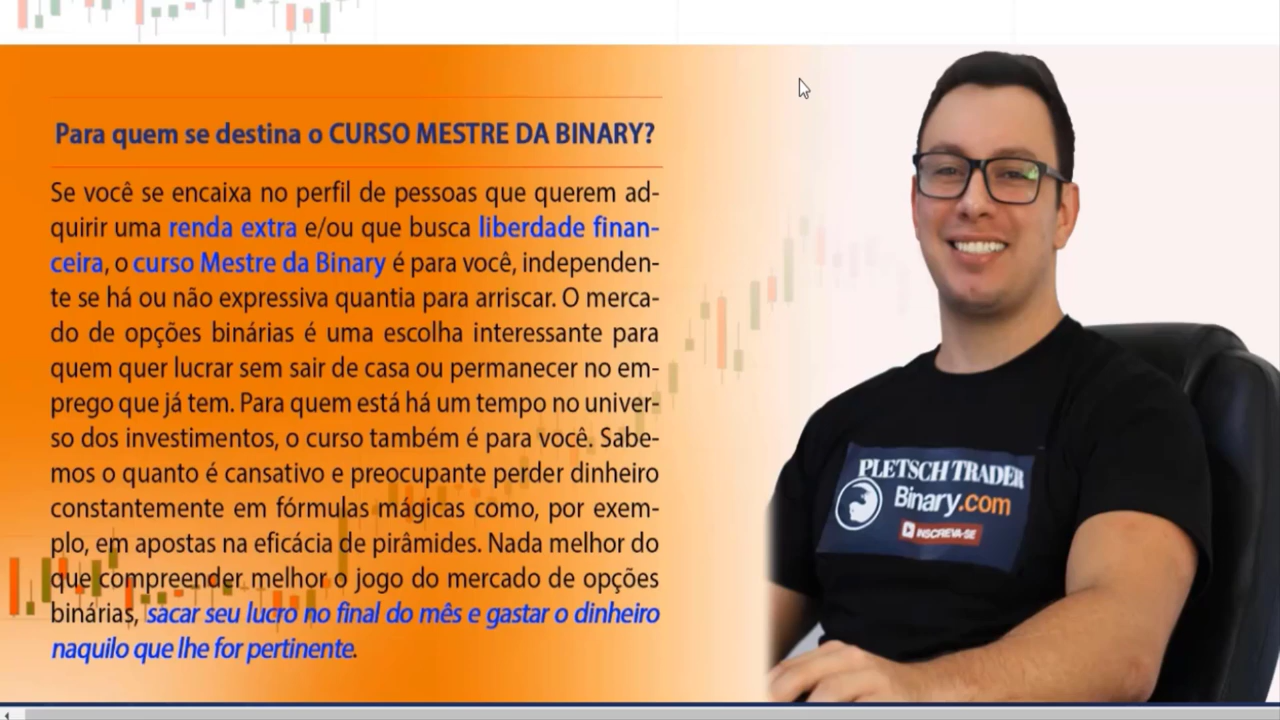 Para quem se destina o CURSO MESTRE DA BINARY?
Se você se encaixa no perfil de pessoas que querem ad-
quirir uma renda extra e/ou que busca liberdade finan-
ceira, o curso Mestre da Binary é para você, independen-
te se há ou não expressiva quantia para arriscar. O merca-
do de opções binárias é uma escolha interessante para
quem quer lucrar sem sair de casa ou permanecer no em-
prego que já tem. Para quem está há um tempo no univer-
so dos investimentos, o curso também é para você. Sabe-
mos o quanto é cansativo e preocupante perder dinheiro
constantemente em fórmulas mágicas como, por exem-
plo, em apostas na eficácia de pirâmides. Nada melhor do
que compreender melhor o jogo do mercado de opções
binárias, sacar seu lucro no final do mês e gastar o dinheiro
naquilo que lhe for pertinente.
PLETSCH TRADER
Binary.com
INSCREVA-SE